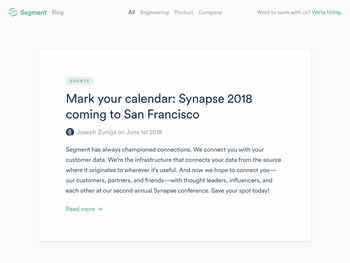 Segment · Blog
All Engineering Product Company
Want to work with us? We're hiring.
EVENTS
Mark your calendar: Synapse 2018
coming to San Francisco
Joseph Zuniga on June 1st 2018
Segment has always championed connections. We connect you with your
customer data. We're the infrastructure that connects your data from the source
where it originates to wherever it's useful. And now we hope to connect you—
our customers, partners, and friends—with thought leaders, influencers, and
each other at our second annual Synapse conference. Save your spot today!
Read more →